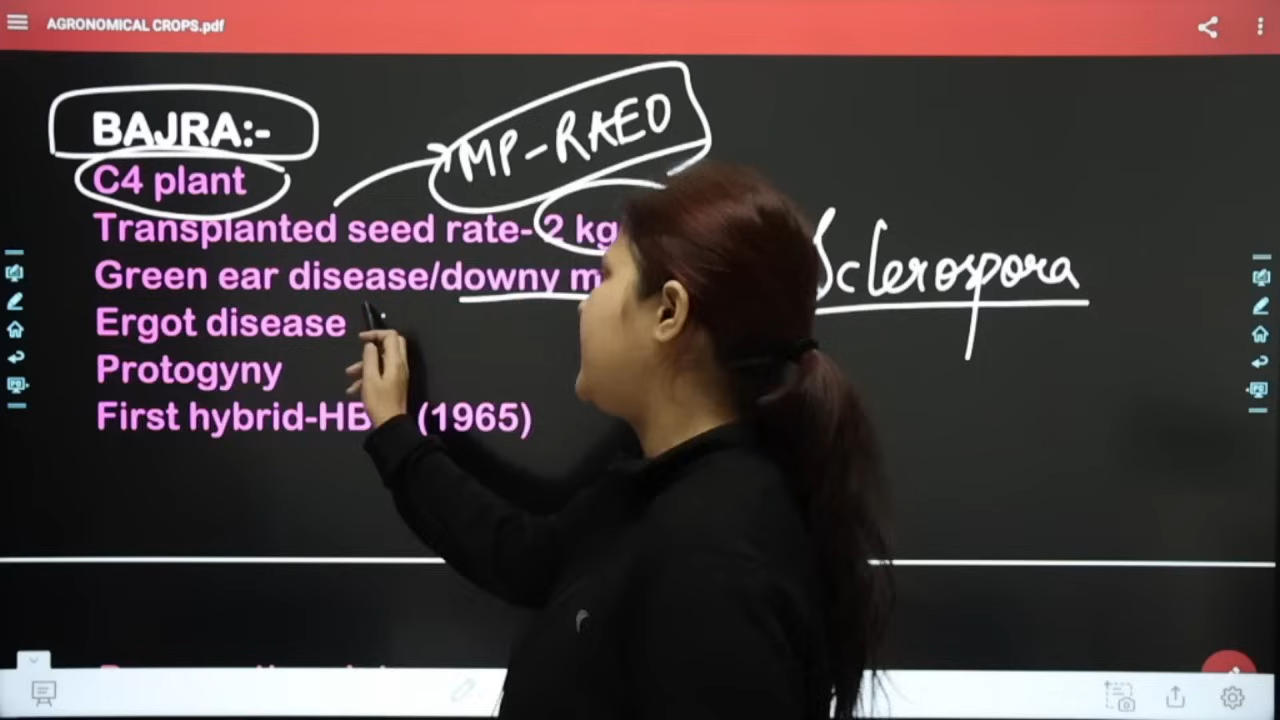 AGRONOMICAL CROPS.pdf
BAJRA:-
MP-RAEO
C4 plant
Transplanted seed rate- 2 kg
Green ear disease/downy m
Sclerospora
Ergot disease
Protogyny
First hybrid-HB (1965)